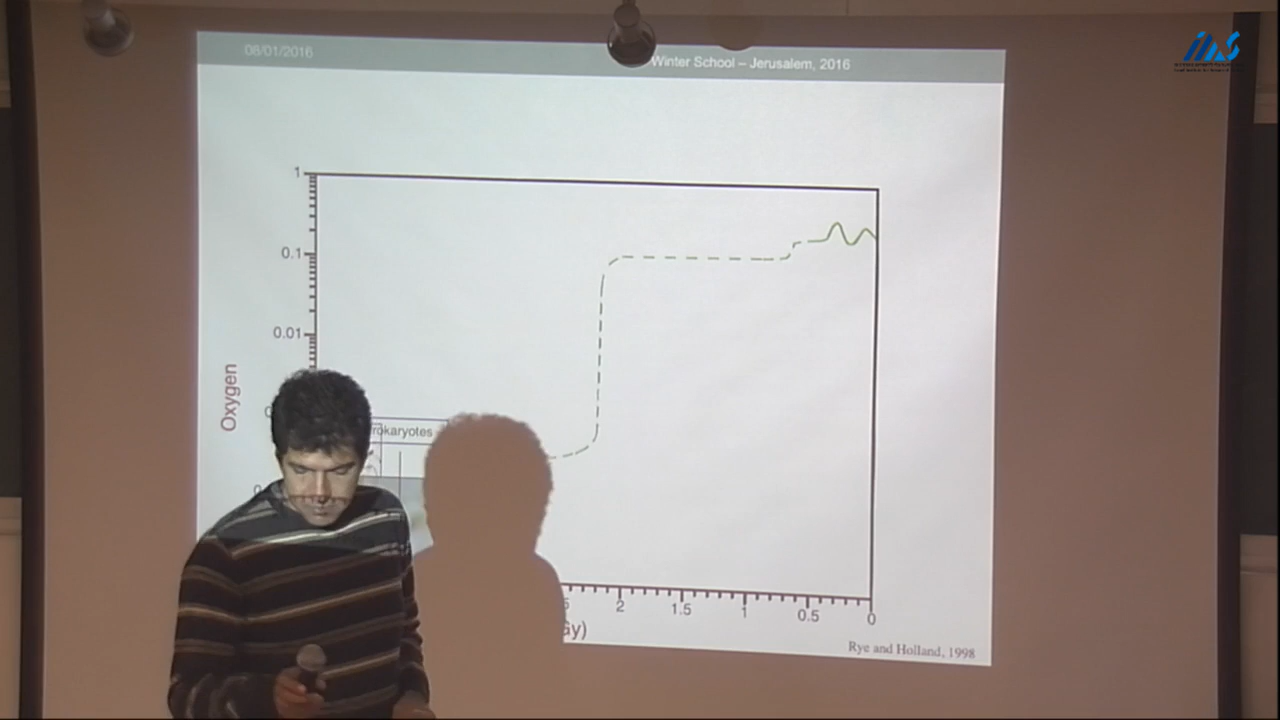 08/01/2016
Winter School – Jerusalem, 2016
1
0.1
0.01
Oxygen
rokaryotes
2
1.5
1
0.5
0
Gy)
Rye and Holland, 1998